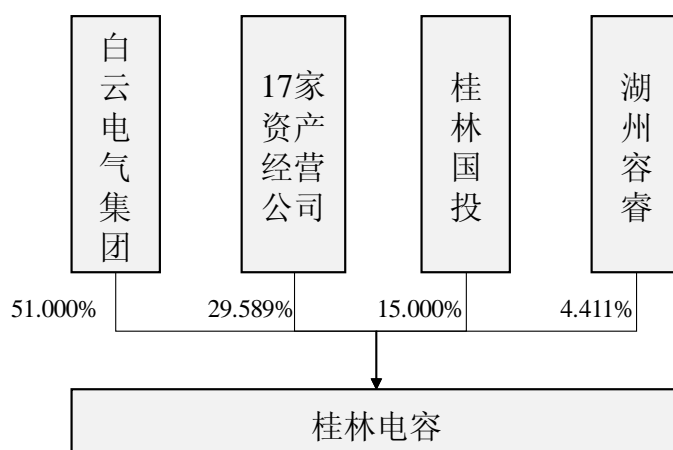 白云电气集团
17家资产经营公司
桂林国投
湖州容睿
51.000%
29.589%
15.000%
4.411%
桂林电容